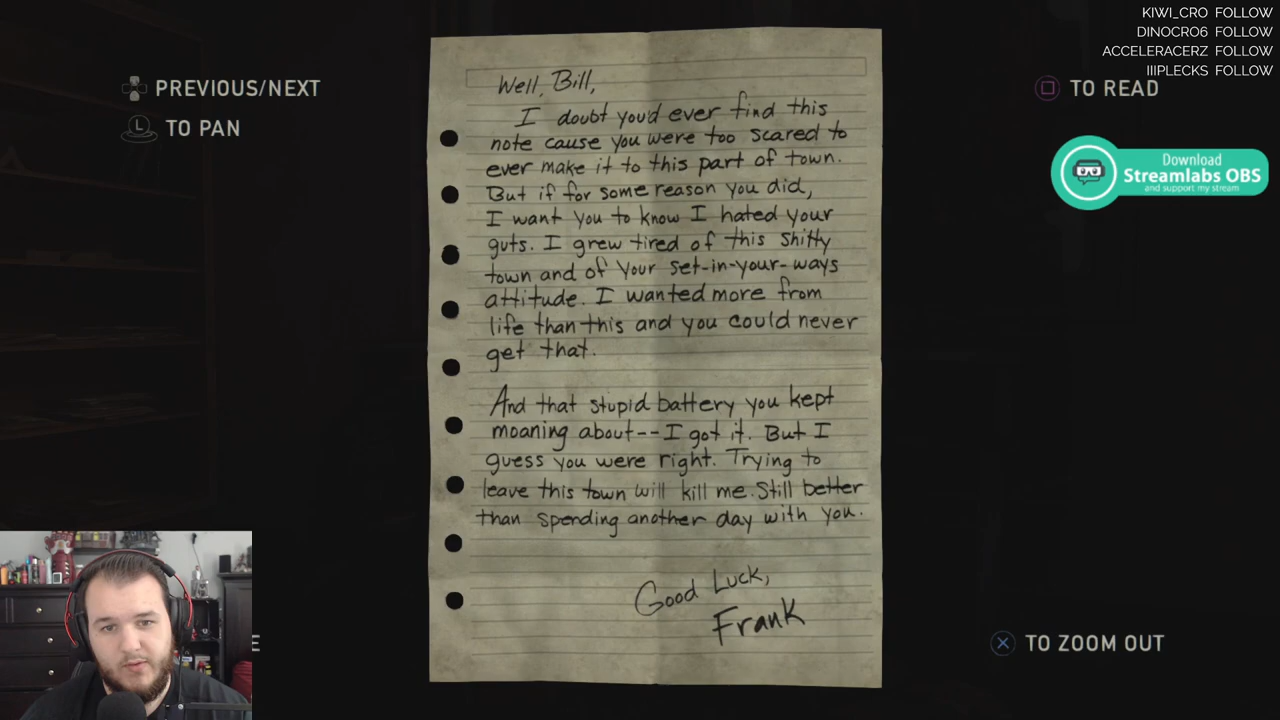 KIWI_CRO FOLLOW
DINOCRO6 FOLLOW
ACCELERACERZ FOLLOW
IIIPLECKS FOLLOW
PREVIOUS/NEXT
L TO PAN
TO READ
Download
Streamlabs OBS
and support my stream
Well, Bill,
I doubt you'd ever find this
note cause you were too scared to
ever make it to this part of town.
But if for some reason you did,
I want you to know I hated your
guts. I grew tired of this shitty
town and of your set-in-your-ways
attitude. I wanted more from
life than this and you could never
get that.
And that stupid battery you kept
moaning about--I got it. But I
guess you were right. Trying to
leave this town will kill me. Still better
than spending another day with you.
Good Luck,
Frank
E
TO ZOOM OUT